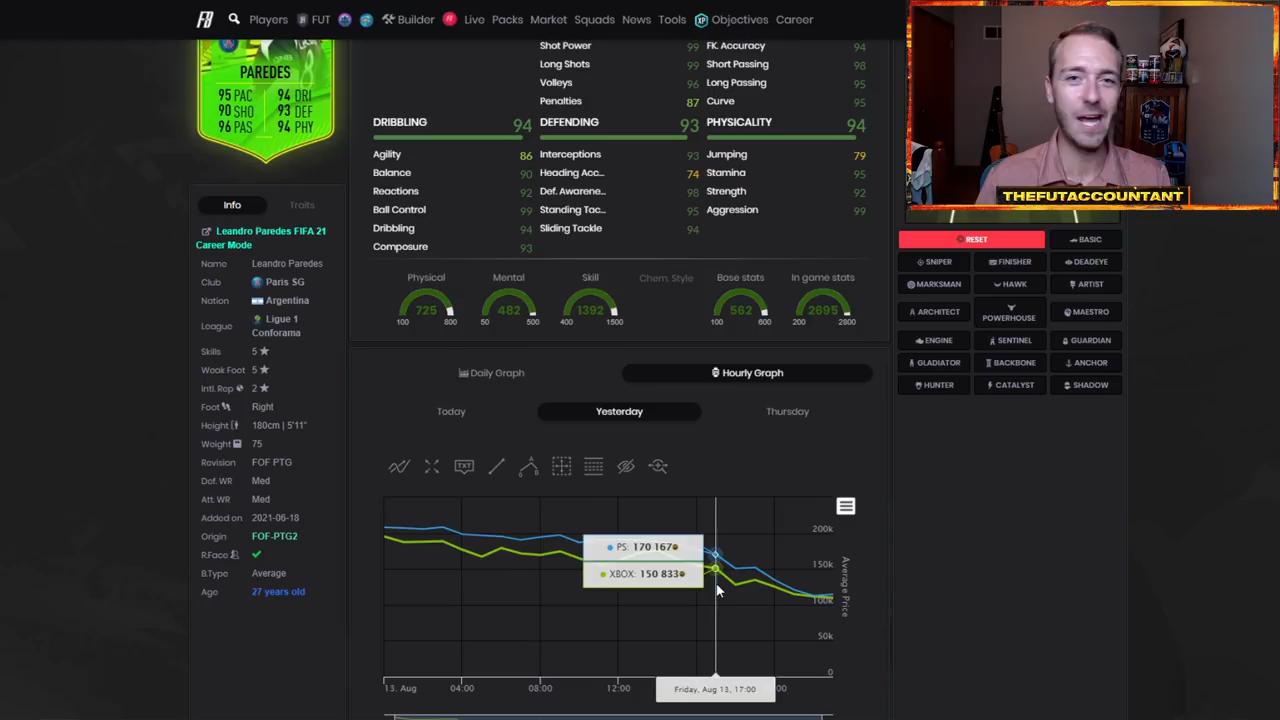 FB Players FUT Builder Live Packs Market Squads News Tools XP Objectives Career
PAREDES
95 PAC 94 DRI
90 SHO 93 DEF
96 PAS 94 PHY
Shot Power 99 FK Accuracy 94
Long Shots 99 Short Passing 98
Volleys 96 Long Passing 95
Penalties 87 Curve 95
DRIBBLING 94 DEFENDING 93 PHYSICALITY 94
Agility 86 Interceptions 93 Jumping 79
Balance 90 Heading Acc... 74 Stamina 95
Reactions 92 Def. Awarene... 98 Strength 92
Ball Control 99 Standing Tac... 95 Aggression 99
Dribbling 94 Sliding Tackle 94
Composure 93
Physical Mental Skill Chem. Style Base stats In game stats
725 482 1392 562 2695
100 800 50 500 400 1500 100 600 200 2800
THEFUTACCOUNTANT
Info Traits
Leandro Paredes FIFA 21
Career Mode
Name Leandro Paredes
Club Paris SG
Nation Argentina
League Ligue 1
Conforama
Skills 5
Weak Foot 5
Intl. Rep 2
Foot Right
Height 180cm | 5'11"
Weight 75
Revision FOF PTG
Def. WR Med
Att. WR Med
Added on 2021-06-18
Origin FOF-PTG2
R.Face
B.Type Average
Age 27 years old
Daily Graph Hourly Graph
Today Yesterday Thursday
TXT
PS: 170 167
XBOX: 150 833
200k
150k
100k
50k
0
Average Price
13. Aug 04:00 08:00 12:00 :00
Friday, Aug 13, 17:00
RESET BASIC
SNIPER FINISHER DEADEYE
MARKSMAN HAWK ARTIST
ARCHITECT POWERHOUSE MAESTRO
ENGINE SENTINEL GUARDIAN
GLADIATOR BACKBONE ANCHOR
HUNTER CATALYST SHADOW